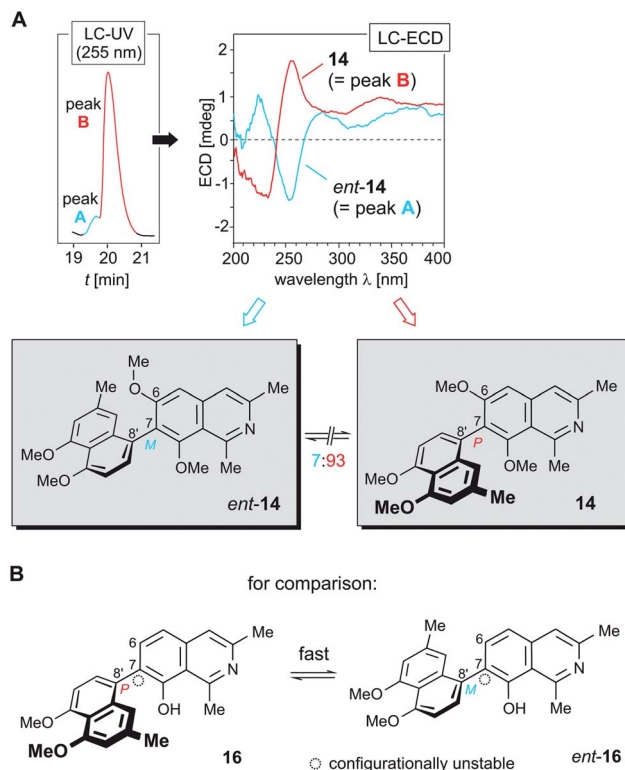 A
LC-UV
(255 nm)
peak
B
peak
A
19 20 21
t [min]
LC-ECD
ECD [mdeg]
2
1
0
-1
-2
14
(= peak B)
ent-14
(= peak A)
200 250 300 350 400
wavelength λ [nm]
Me
O
6
Me
Me
7
8'
N
M
MeO
OMe
Me
MeO
ent-14
7:93
MeO
6
Me
7
8'
N
P
MeO
MeO
Me
MeO
Me
14
B
for comparison:
6
Me
7
8'
N
P
OH
Me
MeO
MeO
Me
16
fast
Me
6
Me
7
8'
N
M
MeO
OH
Me
MeO
ent-16
configurationally unstable